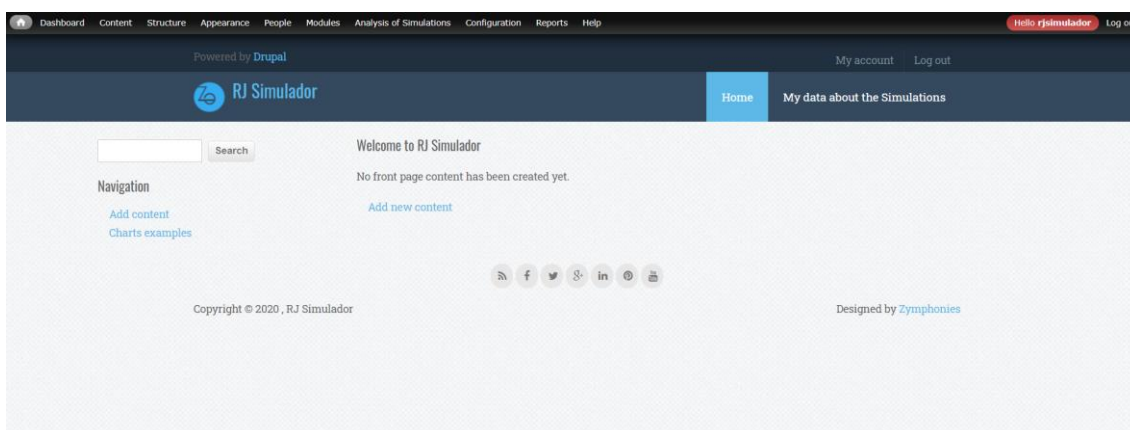 Dashboard Content Structure Appearance People Modules Analysis of Simulations Configuration Reports Help Hello rjsimulador Log
Powered by Drupal My account Log out
RJ Simulador Home My data about the Simulations
Search
Welcome to RJ Simulador
Navigation
No front page content has been created yet.
Add content
Add new content
Charts examples
Copyright © 2020 , RJ Simulador Designed by Zymphonies